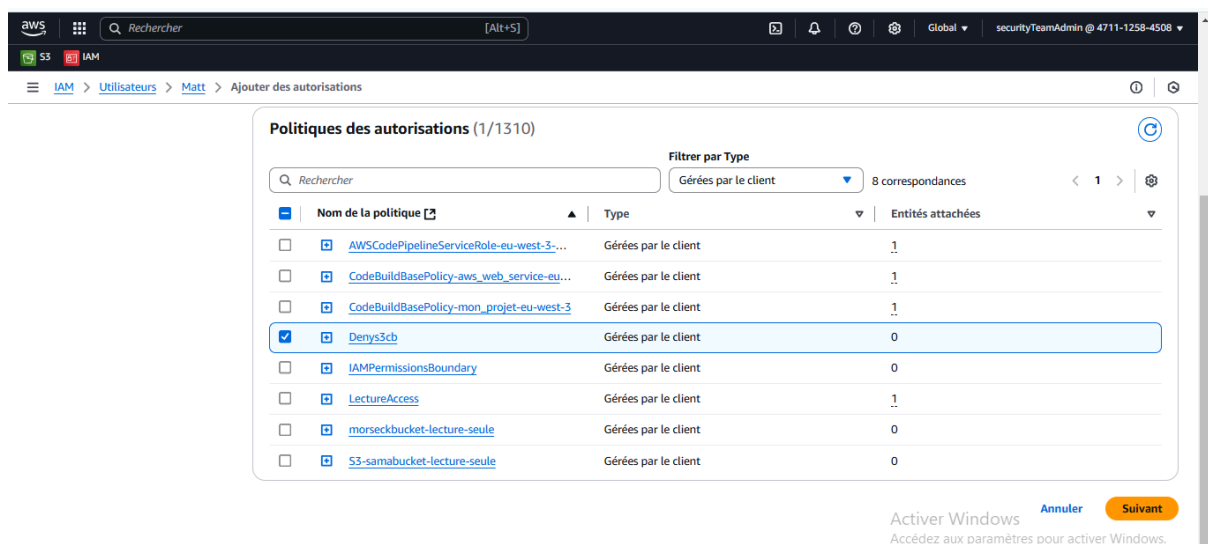 aws Rechercher [Alt+S] Global securityTeamAdmin @ 4711-1258-4508
S3 IAM
IAM > Utilisateurs > Matt > Ajouter des autorisations
Politiques des autorisations (1/1310)
Filtrer par Type
Rechercher Gérées par le client 8 correspondances < 1 >
Nom de la politique Type Entités attachées
AWSCodePipelineServiceRole-eu-west-3-... Gérées par le client 1
CodeBuildBasePolicy-aws_web_service-eu... Gérées par le client 1
CodeBuildBasePolicy-mon_projet-eu-west-3 Gérées par le client 1
Denys3cb Gérées par le client 0
IAMPermissionsBoundary Gérées par le client 0
LectureAccess Gérées par le client 1
morseckbucket-lecture-seule Gérées par le client 0
S3-samabucket-lecture-seule Gérées par le client 0
Annuler Suivant
Activer Windows
Accédez aux paramètres pour activer Windows.